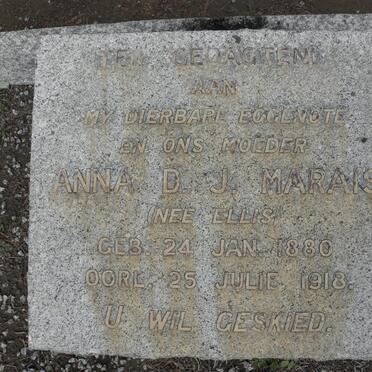 TER GEDAGTENIS
AAN
MY DIERBARE EGGENOTE
EN ONS MOEDER
ANNA D. J. MARAIS
(NEE ELLIS)
GEB. 24 JAN. 1880
OORL. 25 JULIE 1918.
U WIL GESKIED.